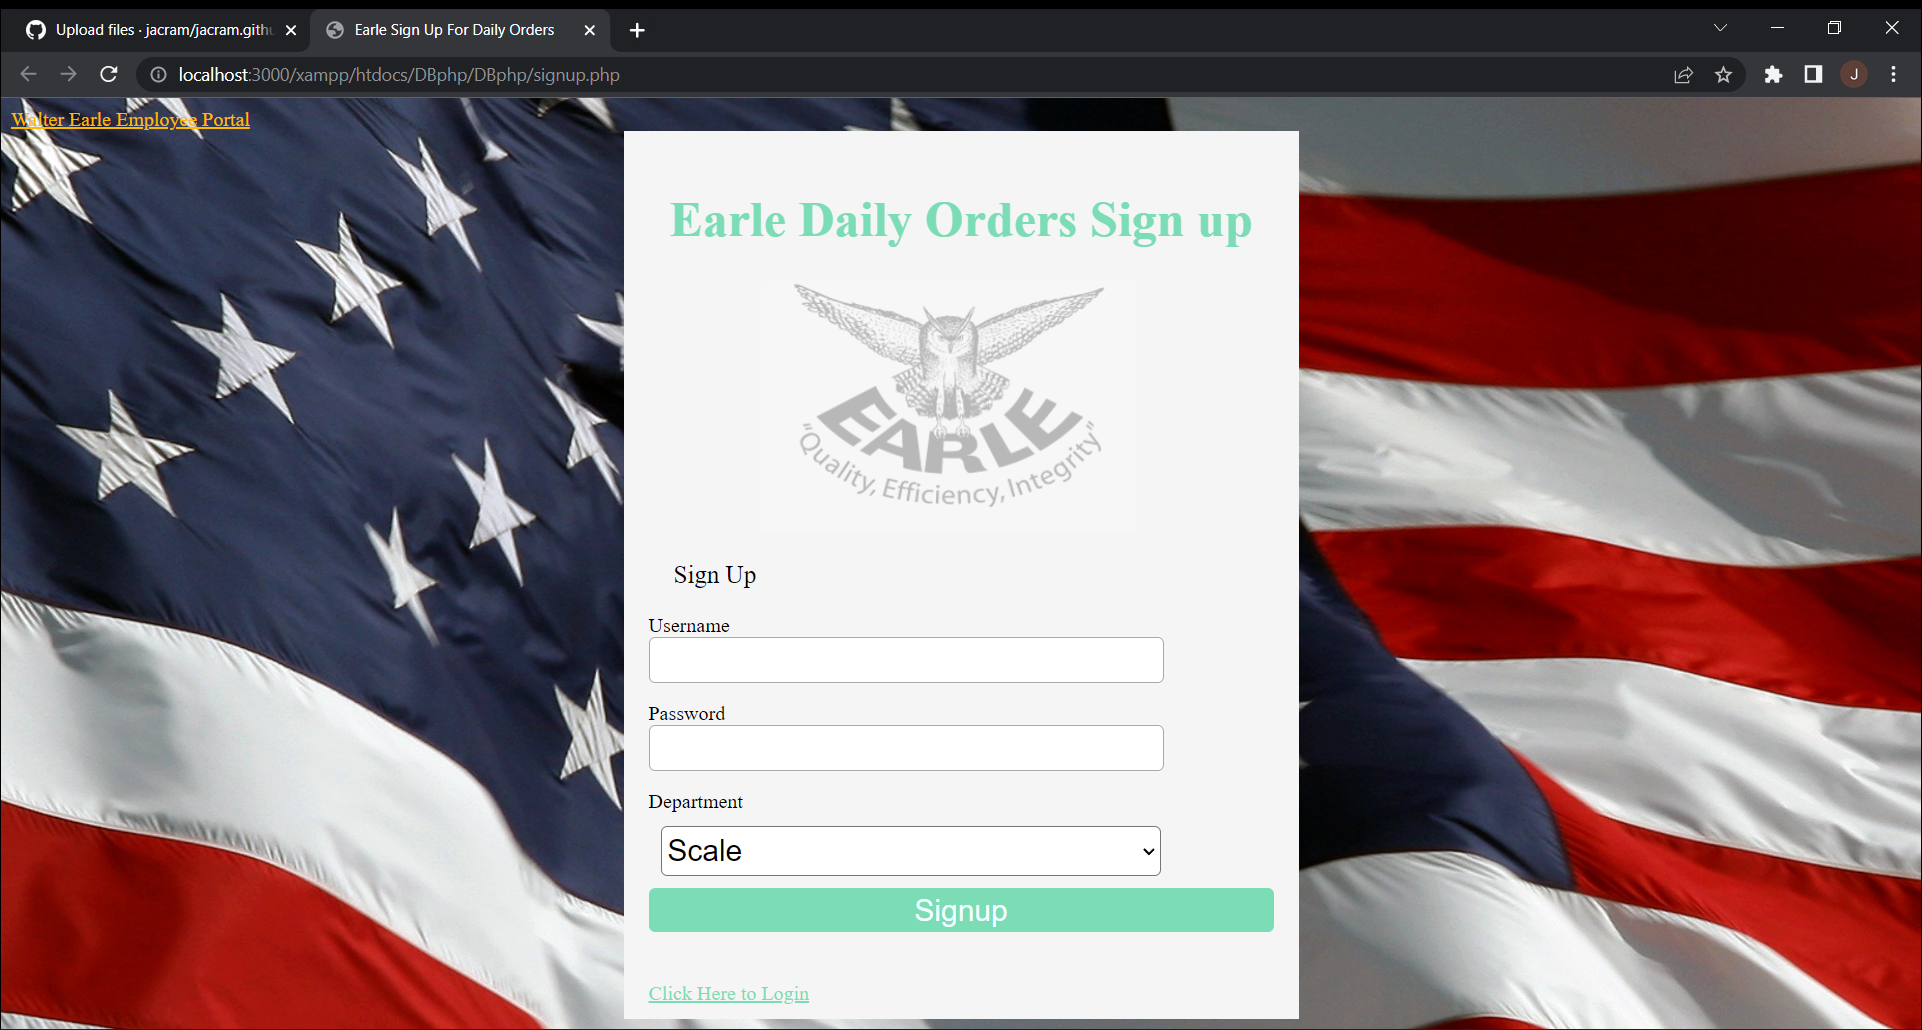 Upload files · jacram/jacram.gith
Earle Sign Up For Daily Orders
localhost:3000/xampp/htdocs/DBphp/DBphp/signup.php
J
Walter Earle Employee Portal
Earle Daily Orders Sign up
EARLE
"Quality, Efficiency, Integrity"
Sign Up
Username
Password
Department
Scale
Signup
Click Here to Login